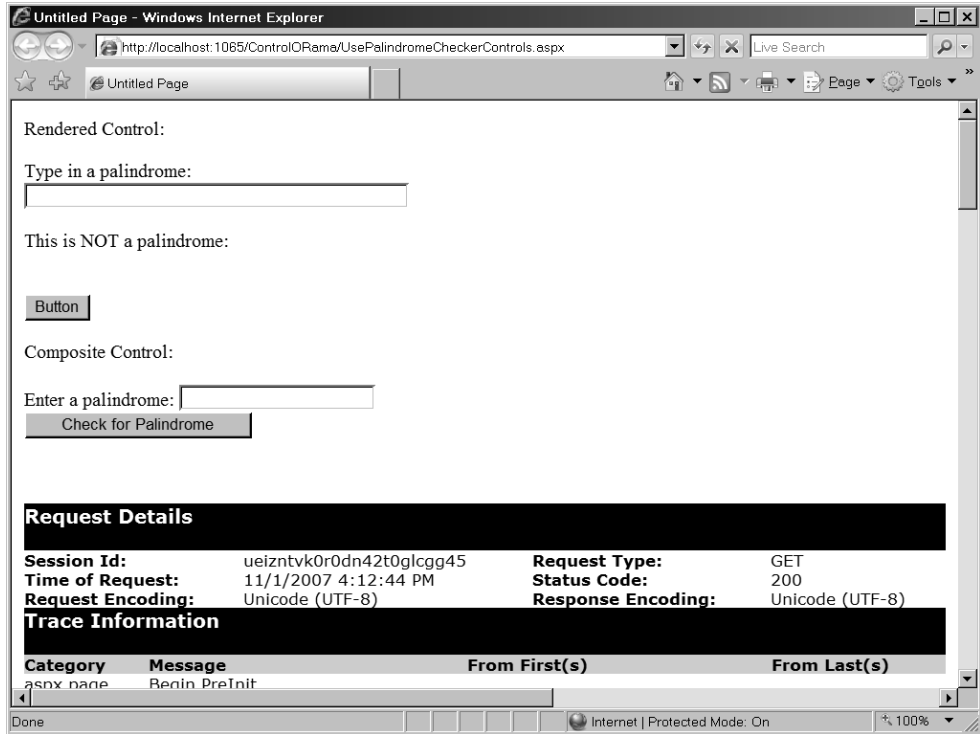 Untitled Page - Windows Internet Explorer
http://localhost:1065/ControlORama/UsePalindromeCheckerControls.aspx
Live Search
Untitled Page
Page
Tools
Rendered Control:
Type in a palindrome:
This is NOT a palindrome:
Button
Composite Control:
Enter a palindrome:
Check for Palindrome
Request Details
Session Id: ueizntvk0r0dn42t0glcgg45 Request Type: GET
Time of Request: 11/1/2007 4:12:44 PM Status Code: 200
Request Encoding: Unicode (UTF-8) Response Encoding: Unicode (UTF-8)
Trace Information
Category Message From First(s) From Last(s)
aspx.page Begin PreInit
Done Internet | Protected Mode: On 100%